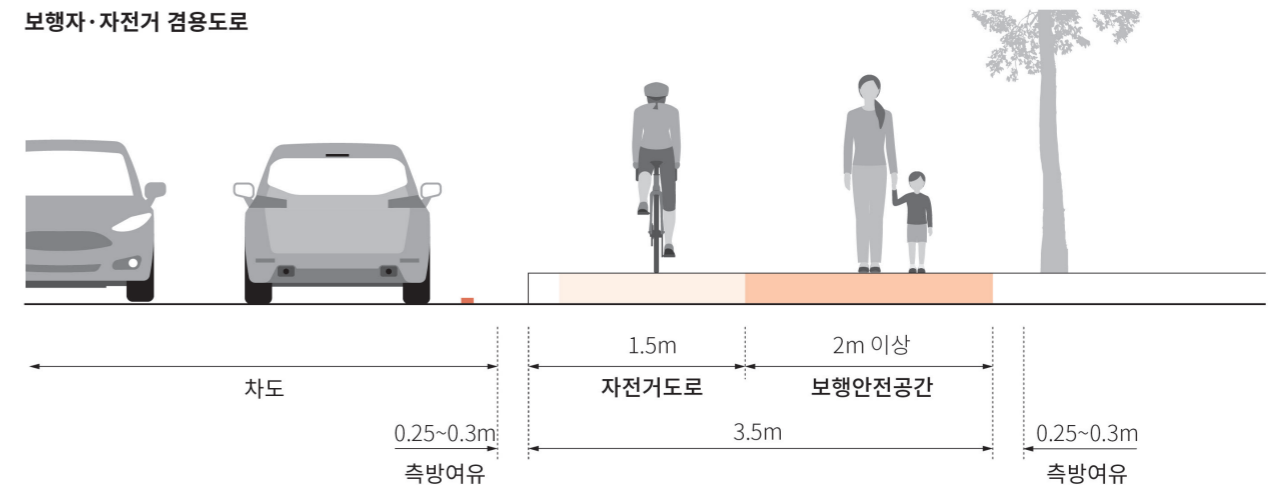 보행자·자전거 겸용도로
1.5m
2m 이상
차도
자전거도로
보행안전공간
0.25~0.3m
3.5m
0.25~0.3m
측방여유
측방여유